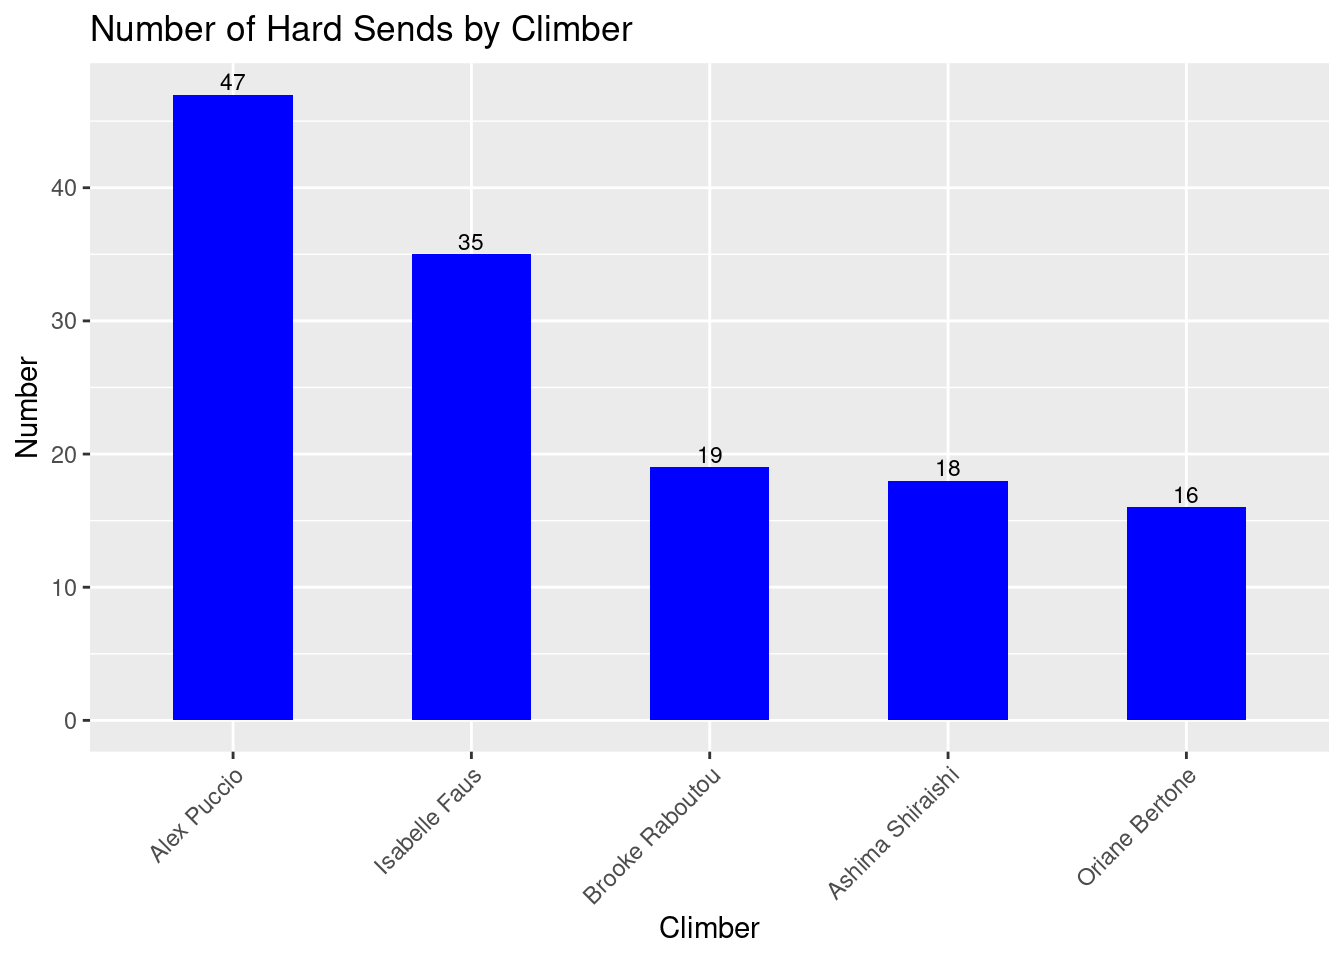 Number of Hard Sends by Climber
47
35
19
18
16
Number
40
30
20
10
0
Alex Puccio
Isabelle Faus
Brooke Raboutou
Ashima Shiraishi
Oriane Bertone
Climber